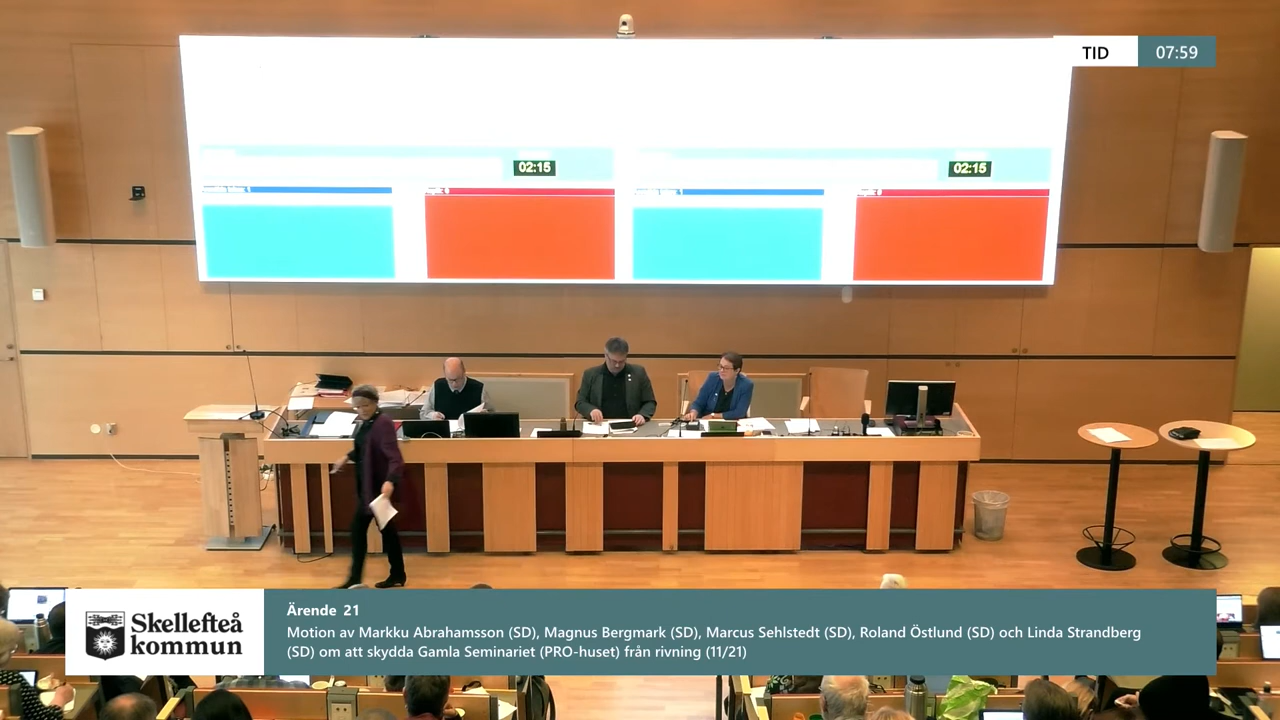 TID 07:59
02:15 02:15
Skellefteå
kommun
Ärende 21
Motion av Markku Abrahamsson (SD), Magnus Bergmark (SD), Marcus Sehlstedt (SD), Roland Östlund (SD) och Linda Strandberg
(SD) om att skydda Gamla Seminariet (PRO-huset) från rivning (11/21)